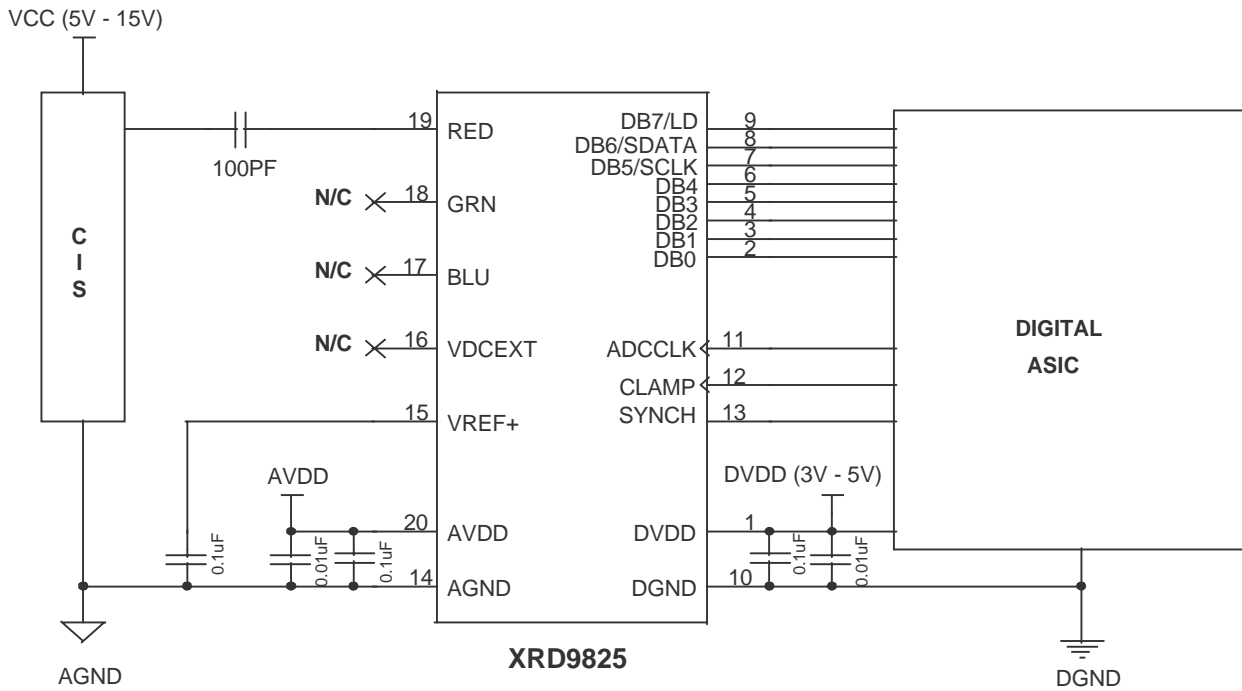 VCC (5V - 15V)
C
I
S
100PF
19 RED
N/C 18 GRN
N/C 17 BLU
N/C 16 VDCEXT
15 VREF+
AVDD
20 AVDD
14 AGND
0.1uF
0.01uF
0.1uF
AGND
DB7/LD 9
DB6/SDATA 8
DB5/SCLK 7
DB4 6
DB3 5
DB2 4
DB1 3
DB0 2
ADCCLK 11
CLAMP 12
SYNCH 13
DVDD (3V - 5V)
DVDD 1
DGND 10
0.1uF
0.01uF
XRD9825
DIGITAL
ASIC
DGND